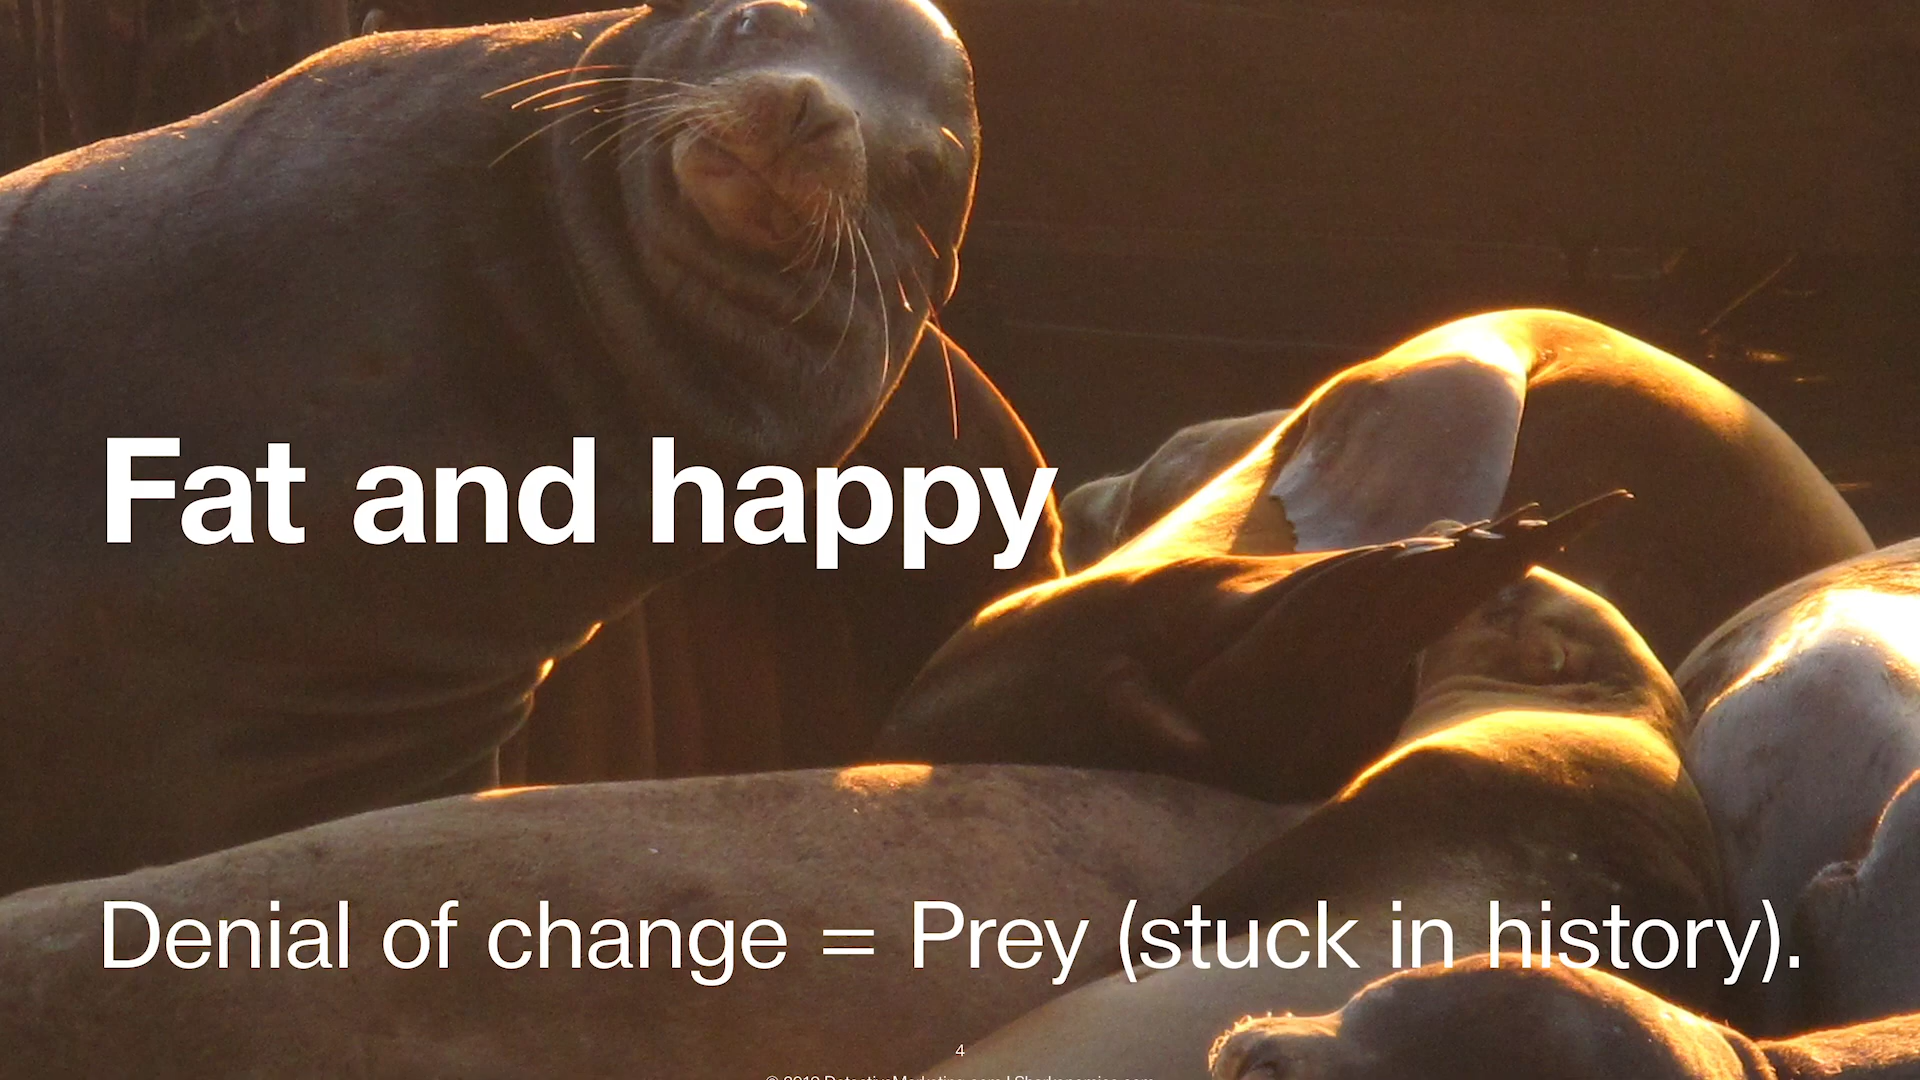 Fat and happy
Denial of change = Prey (stuck in history).
4